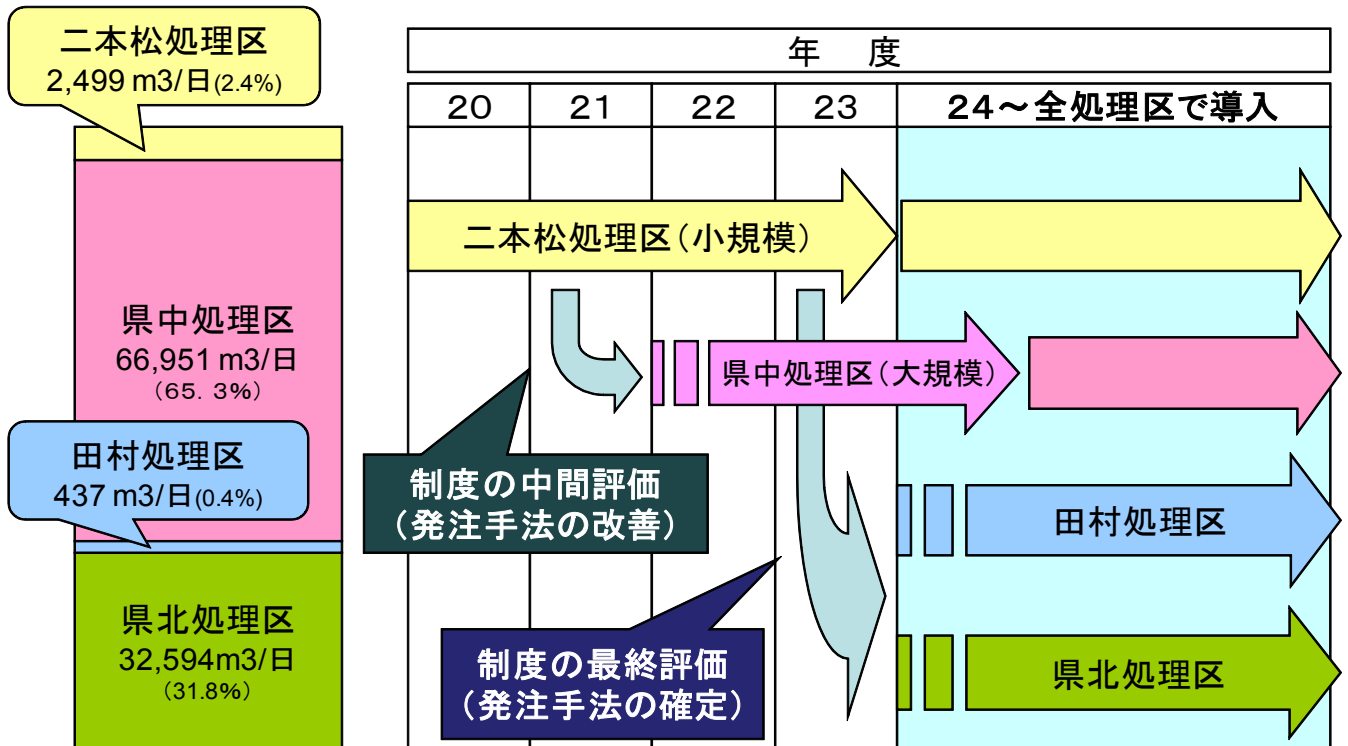 二本松処理区
2,499 m3/日(2.4%)
県中処理区
66,951 m3/日
(65.3%)
田村処理区
437 m3/日(0.4%)
県北処理区
32,594m3/日
(31.8%)
年 度
20 21 22 23 24～全処理区で導入
二本松処理区(小規模)
県中処理区(大規模)
制度の中間評価
(発注手法の改善)
田村処理区
制度の最終評価
(発注手法の確定)
県北処理区